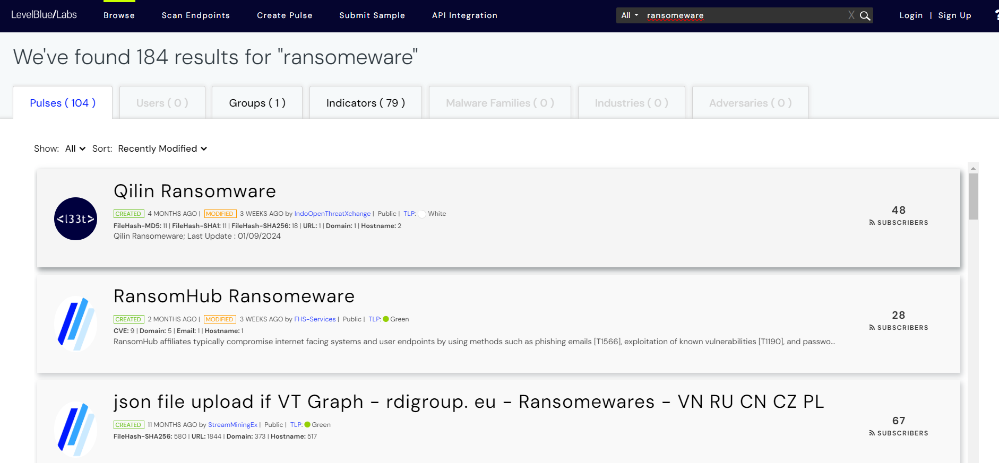 LevelBlue/Labs Browse Scan Endpoints Create Pulse Submit Sample API Integration All ransomeware X Login | Sign Up ?
We've found 184 results for "ransomeware"
Pulses ( 104 ) Users ( 0 ) Groups ( 1 ) Indicators ( 79 ) Malware Families ( 0 ) Industries ( 0 ) Adversaries ( 0 )
Show: All Sort: Recently Modified
Qilin Ransomware
<l33t>
CREATED 4 MONTHS AGO | MODIFIED 3 WEEKS AGO by IndoOpenThreatXchange | Public | TLP: White
FileHash-MD5: 11 | FileHash-SHA1: 11 | FileHash-SHA256: 18 | URL: 1 | Domain: 1 | Hostname: 2
Qilin Ransomeware; Last Update : 01/09/2024
48
SUBSCRIBERS
RansomHub Ransomeware
CREATED 2 MONTHS AGO | MODIFIED 3 WEEKS AGO by FHS-Services | Public | TLP: Green
CVE: 9 | Domain: 5 | Email: 1 | Hostname: 1
RansomHub affiliates typically compromise internet facing systems and user endpoints by using methods such as phishing emails [T1566], exploitation of known vulnerabilities [T1190], and passwo...
28
SUBSCRIBERS
json file upload if VT Graph - rdigroup. eu - Ransomewares - VN RU CN CZ PL
CREATED 11 MONTHS AGO by StreamMiningEx | Public | TLP: Green
FileHash-SHA256: 580 | URL: 1844 | Domain: 373 | Hostname: 517
67
SUBSCRIBERS